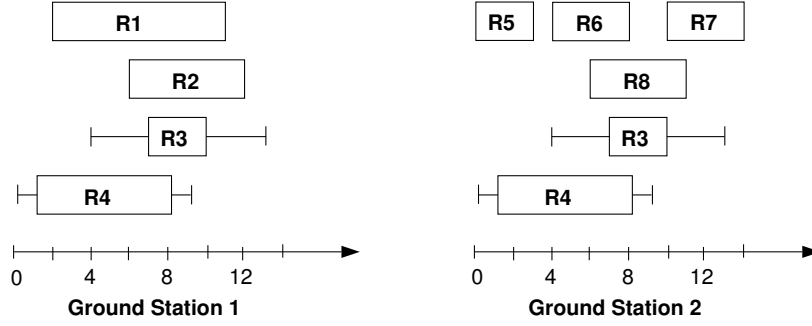 R1
R2
R3
R4
0 4 8 12
Ground Station 1
R5 R6 R7
R8
R3
R4
0 4 8 12
Ground Station 2